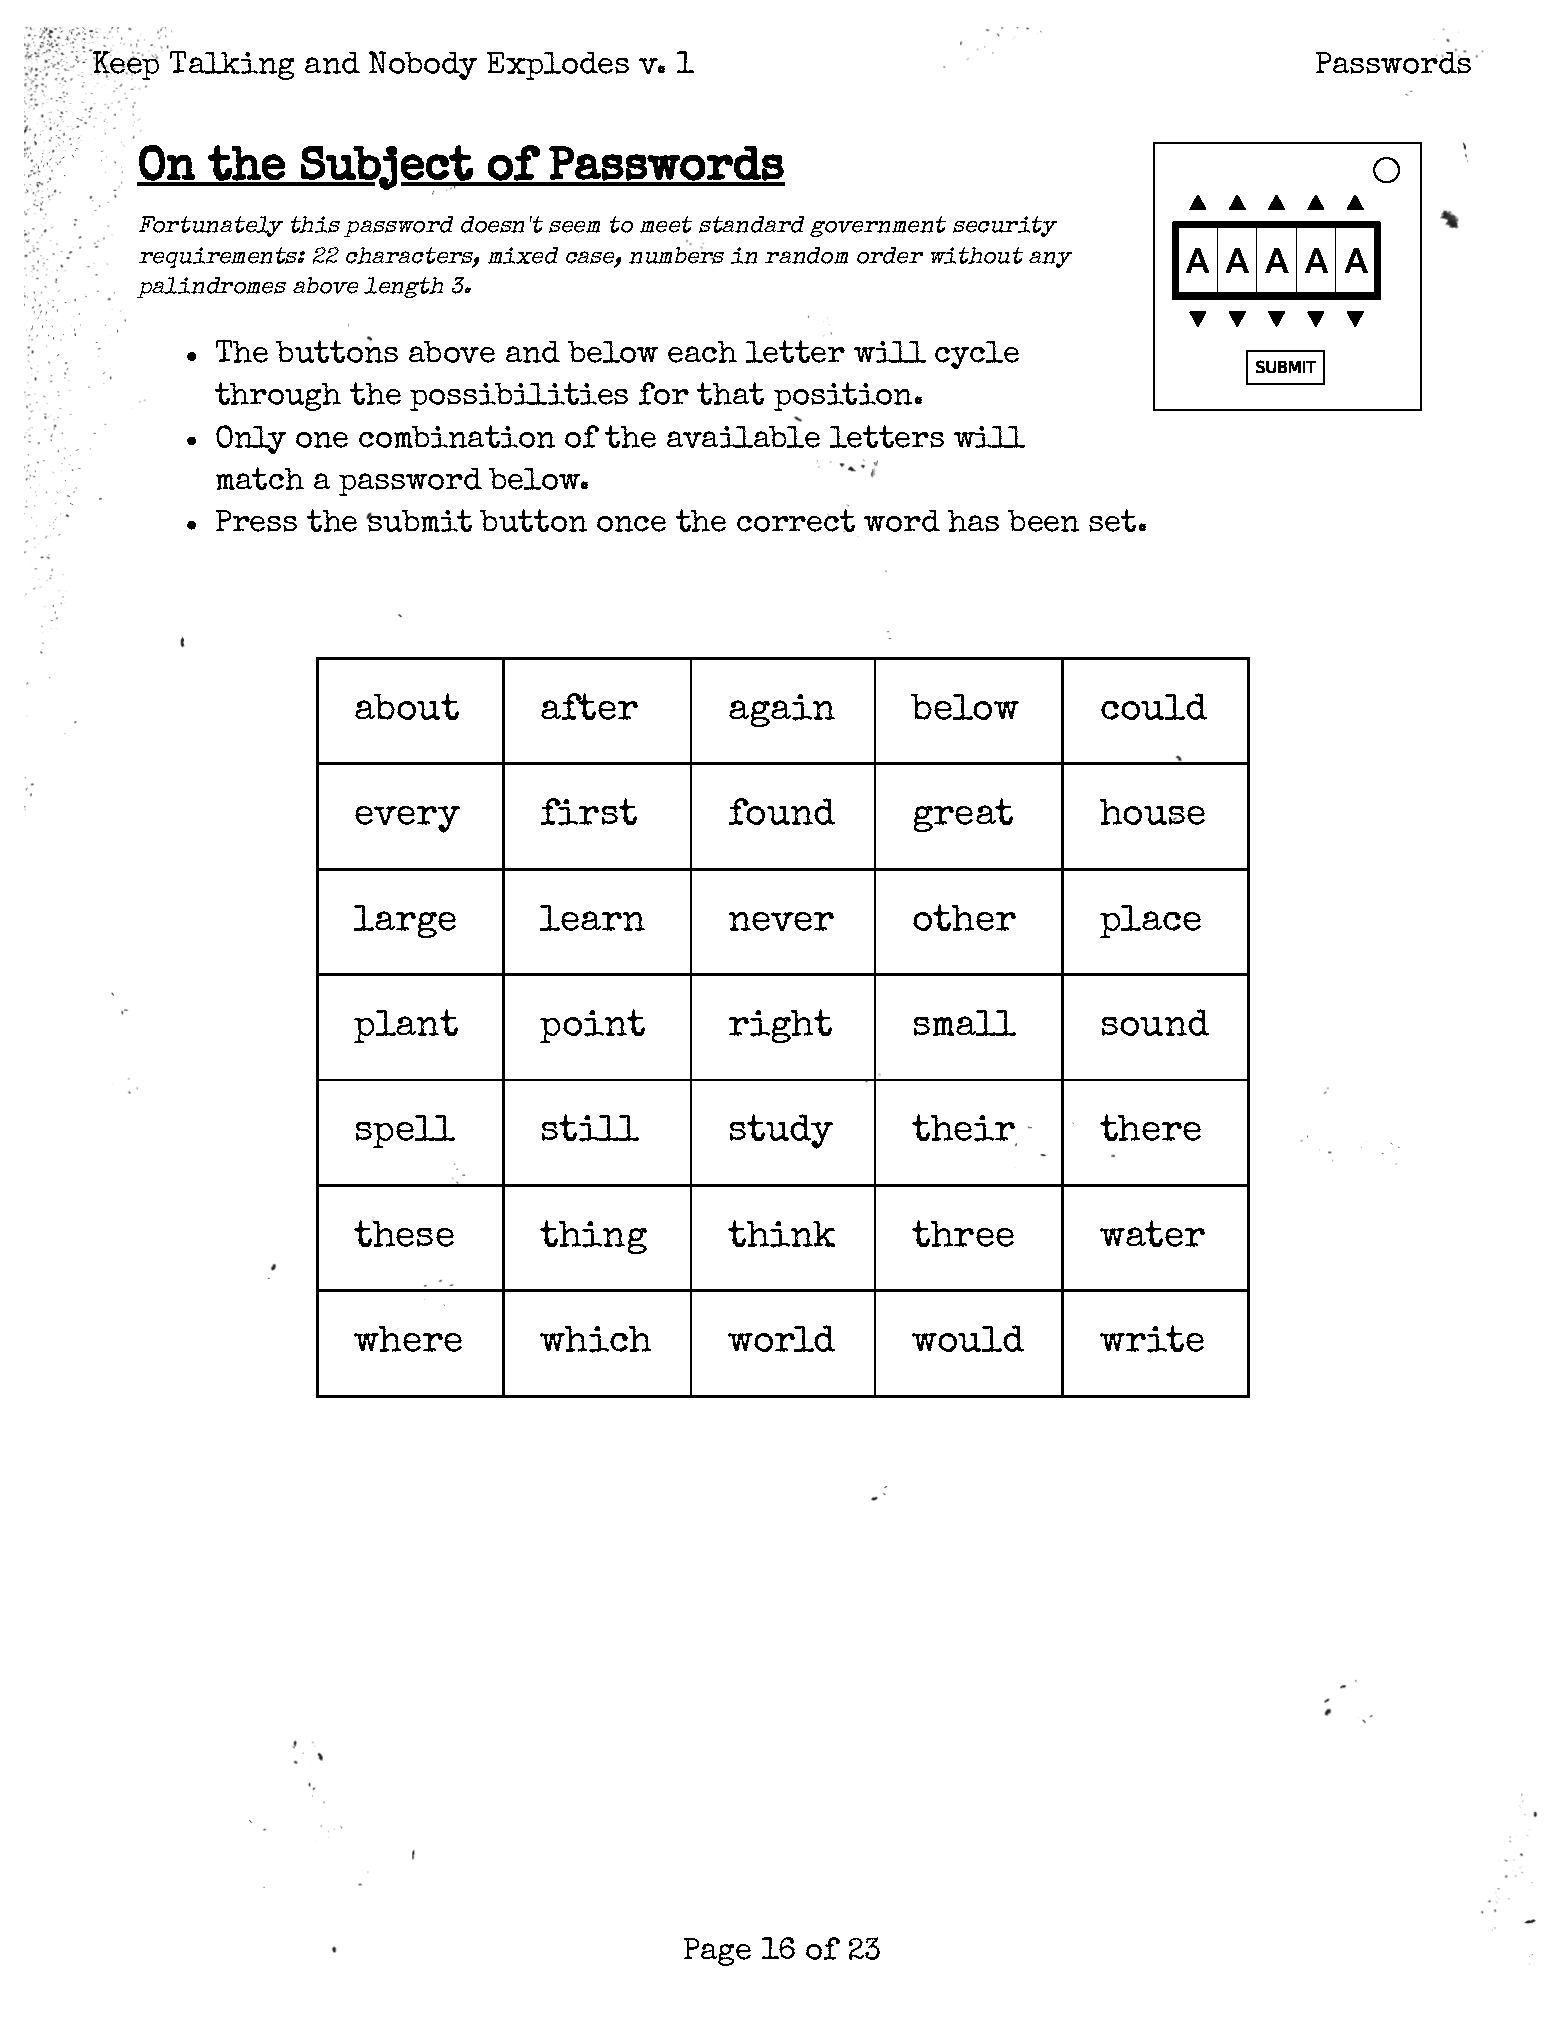 Keep Talking and Nobody Explodes v. 1 Passwords
On the Subject of Passwords
Fortunately this password doesn't seem to meet standard government security
requirements: 22 characters, mixed case, numbers in random order without any
palindromes above length 3.
• The buttons above and below each letter will cycle
through the possibilities for that position.
• Only one combination of the available letters will
match a password below.
• Press the submit button once the correct word has been set.
A A A A A
SUBMIT
about after again below could
every first found great house
large learn never other place
plant point right small sound
spell still study their there
these thing think three water
where which world would write
Page 16 of 23